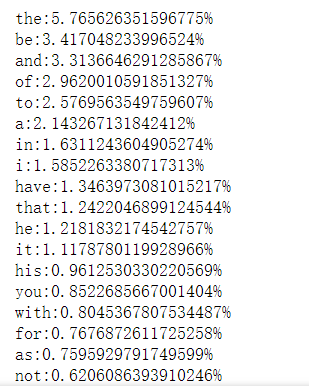 the:5.765626351596775%
be:3.417048233996524%
and:3.3136646291285867%
of:2.9620010591851327%
to:2.5769563549759607%
a:2.143267131842412%
in:1.6311243604905274%
i:1.5852263380717313%
have:1.3463973081015217%
that:1.2422046899124544%
he:1.2181832174542757%
it:1.1178780119928966%
his:0.9612530330220569%
you:0.8522685667001404%
with:0.8045367807534487%
for:0.7676872611725258%
as:0.7595929791749599%
not:0.6206086393910246%